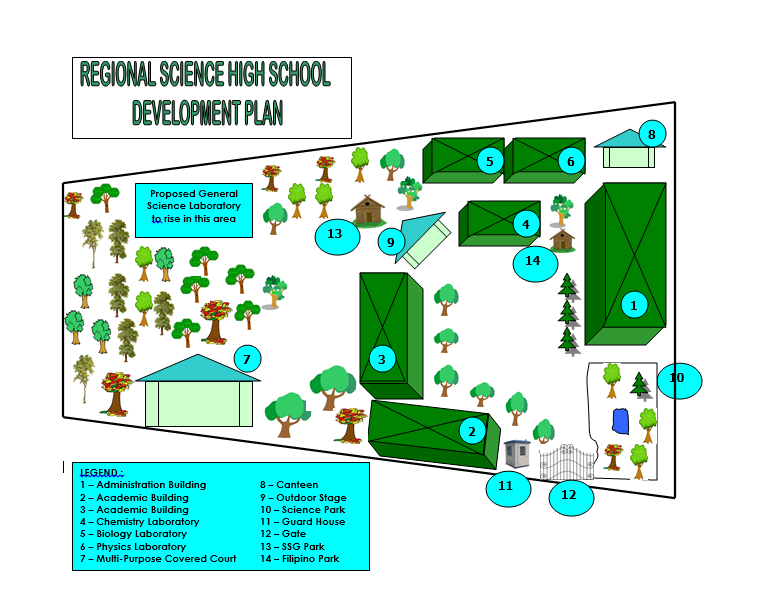 REGIONAL SCIENCE HIGH SCHOOL
DEVELOPMENT PLAN
Proposed General
Science Laboratory
to rise in this area
8
5
6
4
13
9
14
1
7
3
10
2
11
12
LEGEND :
1 – Administration Building
2 – Academic Building
3 – Academic Building
4 – Chemistry Laboratory
5 – Biology Laboratory
6 – Physics Laboratory
7 – Multi-Purpose Covered Court
8 – Canteen
9 – Outdoor Stage
10 – Science Park
11 – Guard House
12 – Gate
13 – SSG Park
14 – Filipino Park